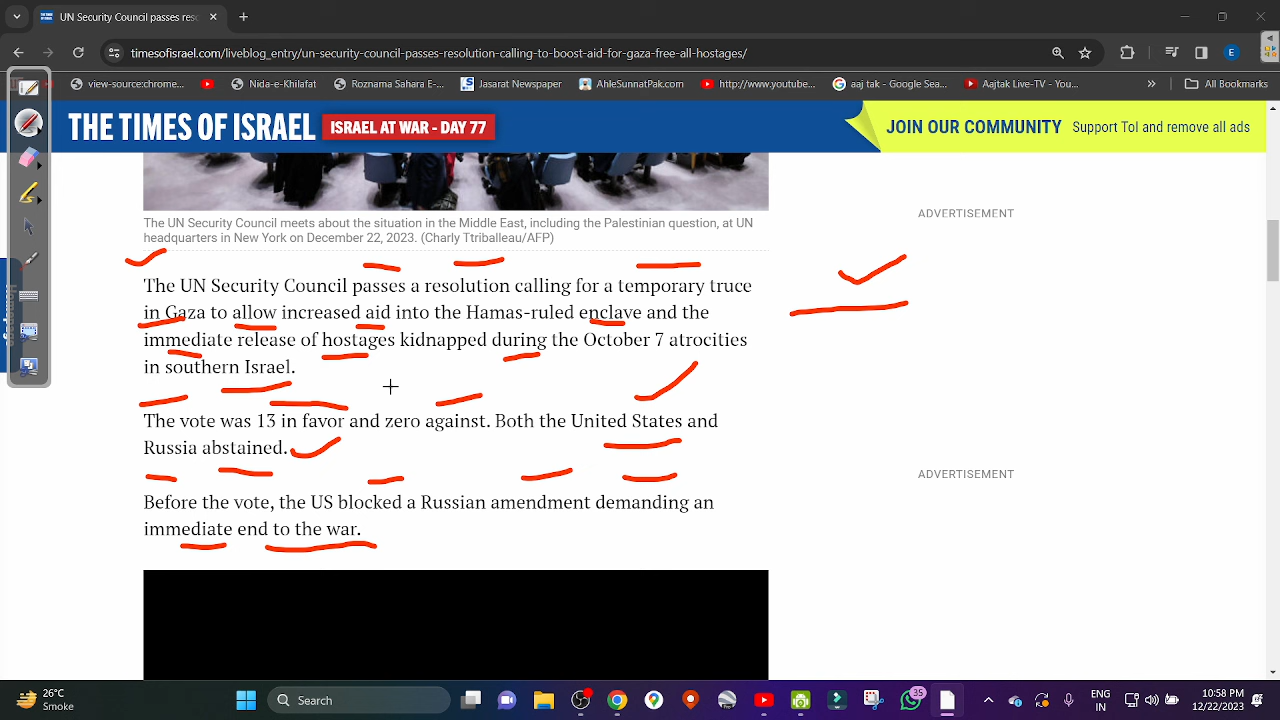 UN Security Council passes res
timesofisrael.com/liveblog_entry/un-security-council-passes-resolution-calling-to-boost-aid-for-gaza-free-all-hostages/
E
view-source:chrome... Nida-e-Khilafat Rozmama Sahara E... Jasarat Newspaper AhleSunnatPak.com http://www.youtube... aaj tak - Google Sea... Aajtak Live-TV - You... » All Bookmarks
THE TIMES OF ISRAEL ISRAEL AT WAR - DAY 77 JOIN OUR COMMUNITY Support ToI and remove all ads
ADVERTISEMENT
The UN Security Council meets about the situation in the Middle East, including the Palestinian question, at UN
headquarters in New York on December 22, 2023. (Charly Ttriballeau/AFP)
The UN Security Council passes a resolution calling for a temporary truce
in Gaza to allow increased aid into the Hamas-ruled enclave and the
immediate release of hostages kidnapped during the October 7 atrocities
in southern Israel.
The vote was 13 in favor and zero against. Both the United States and
Russia abstained.
ADVERTISEMENT
Before the vote, the US blocked a Russian amendment demanding an
immediate end to the war.
26°C
Smoke
Search
35
ENG
IN
10:58 PM
12/22/2023